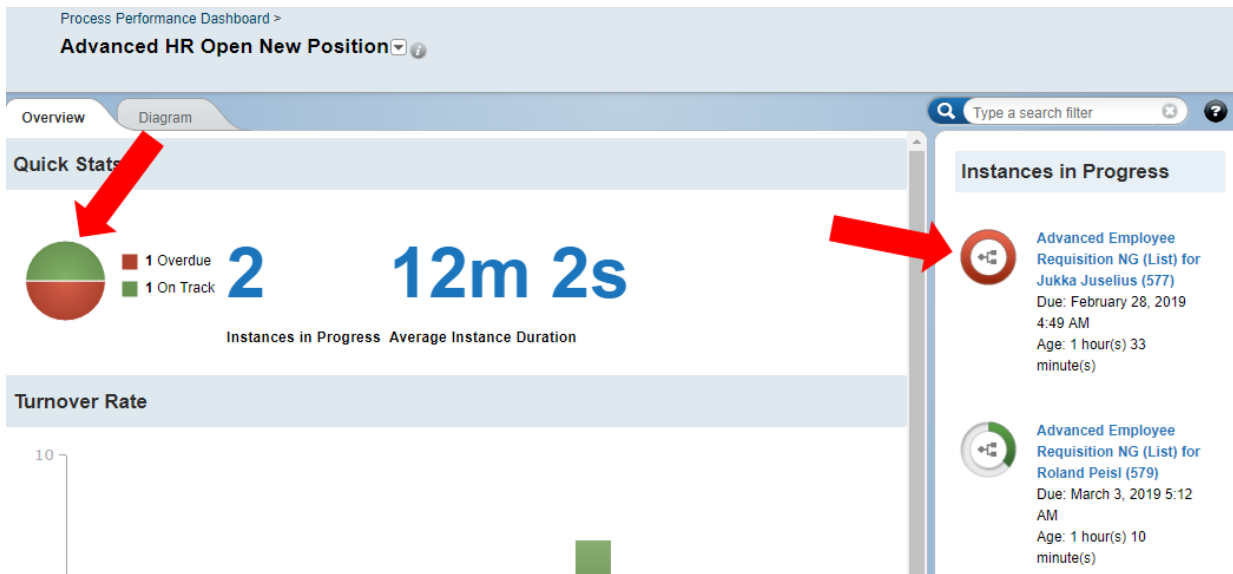 Process Performance Dashboard >
Advanced HR Open New Position
Overview
Diagram
Type a search filter
Quick Stats
1 Overdue
1 On Track
2
12m 2s
Instances in Progress
Average Instance Duration
Turnover Rate
10
Instances in Progress
Advanced Employee
Requisition NG (List) for
Jukka Juselius (577)
Due: February 28, 2019
4:49 AM
Age: 1 hour(s) 33
minute(s)
Advanced Employee
Requisition NG (List) for
Roland Peisl (579)
Due: March 3, 2019 5:12
AM
Age: 1 hour(s) 10
minute(s)